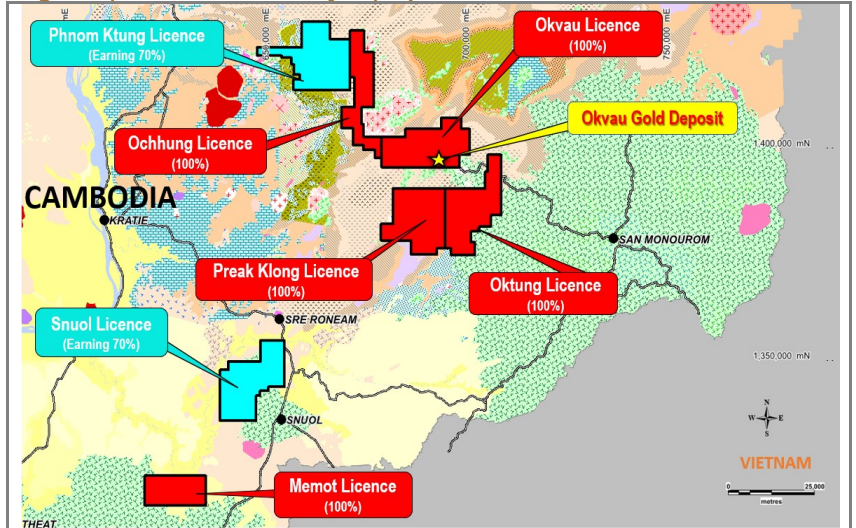 Phnom Ktung Licence
(Earning 70%)
mE
700,000 mE
750,000 mE
Okvau Licence
(100%)
Okvau Gold Deposit
Ochhung Licence
(100%)
1,400,000 mN
CAMBODIA
KRATIE
SAN MONOUROM
Preak Klong Licence
(100%)
Oktung Licence
(100%)
Snuol Licence
(Earning 70%)
SRE RONEAM
1,350,000 mN
SNUOL
N
W E
S
VIETNAM
Memot Licence
(100%)
0 25,000
metres
THEAT